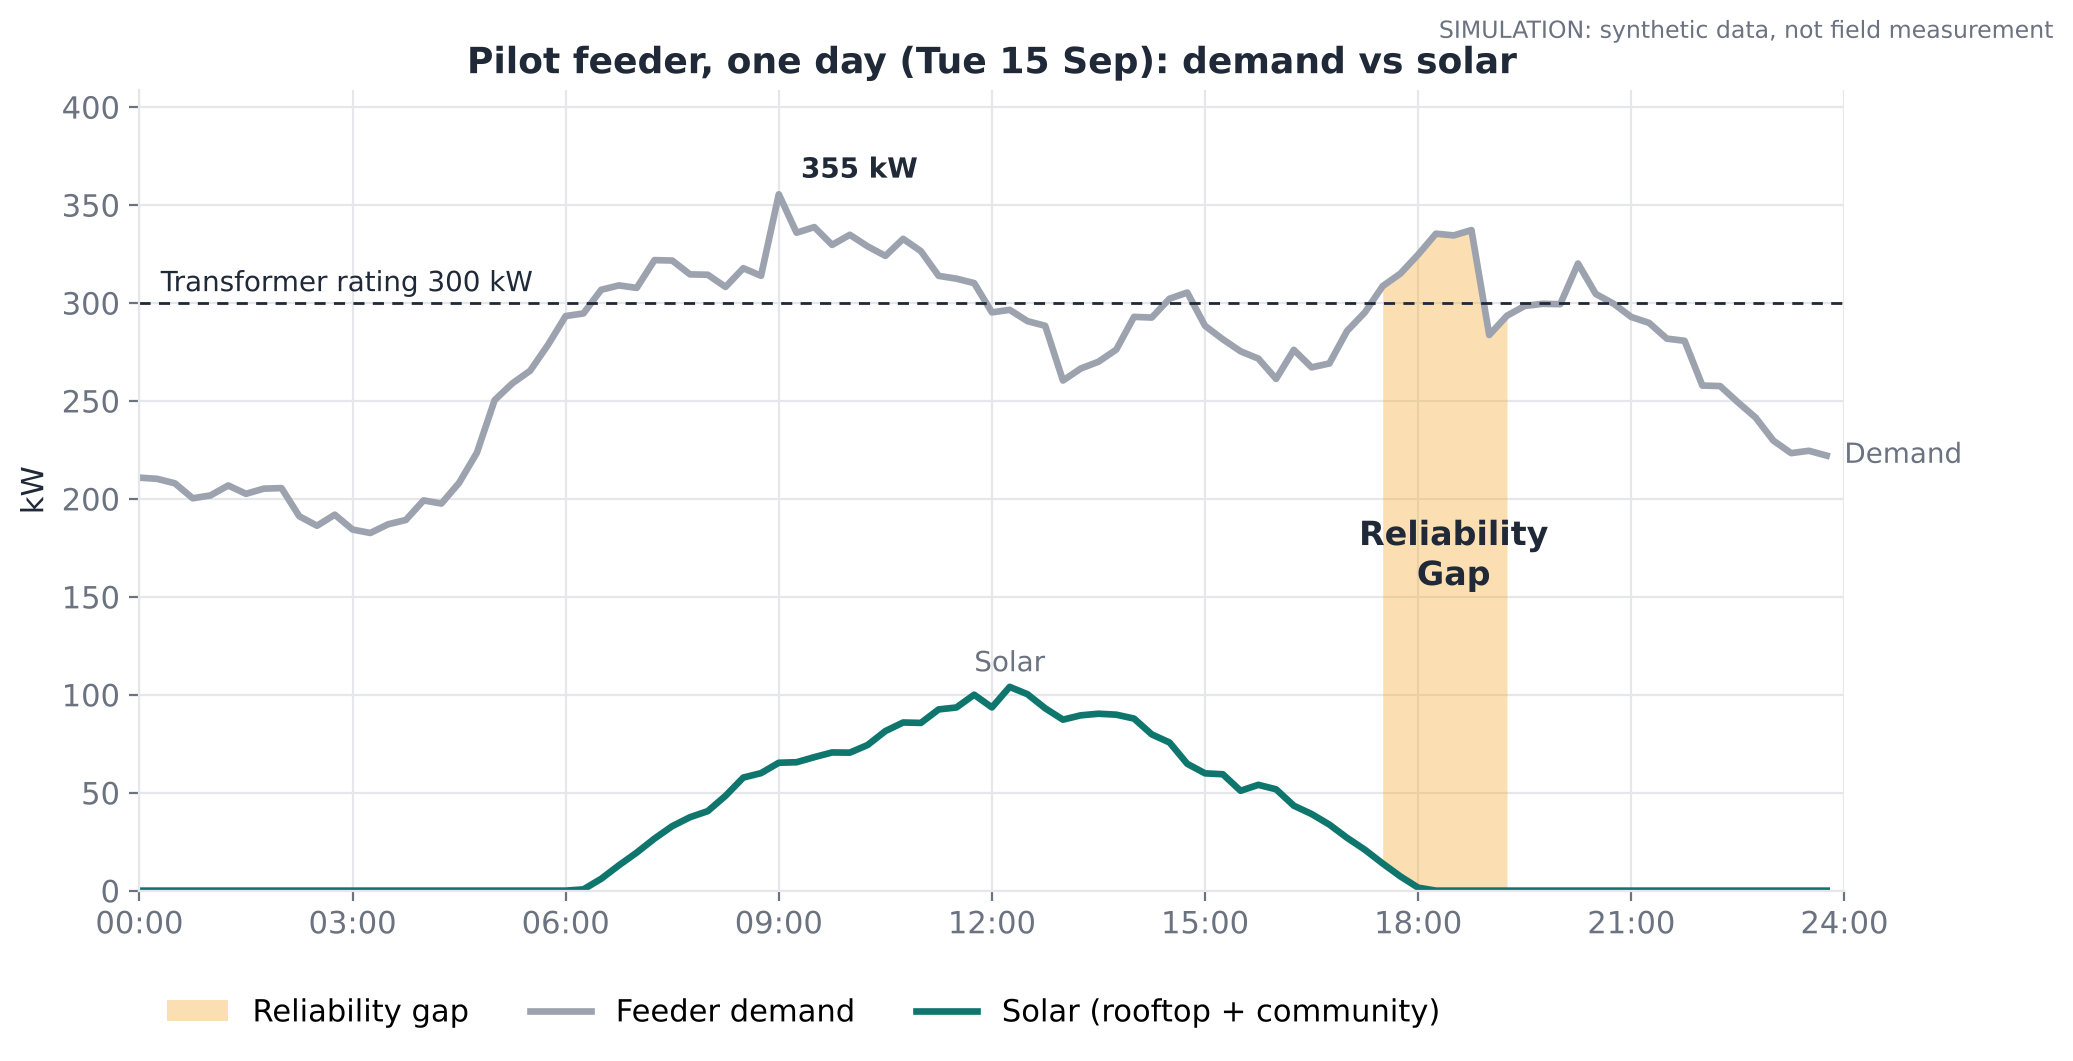 SIMULATION: synthetic data, not field measurement
Pilot feeder, one day (Tue 15 Sep): demand vs solar
kW
400
350
300
250
200
150
100
50
0
355 kW
Transformer rating 300 kW
Demand
Reliability
Gap
Solar
00:00 03:00 06:00 09:00 12:00 15:00 18:00 21:00 24:00
Reliability gap Feeder demand Solar (rooftop + community)